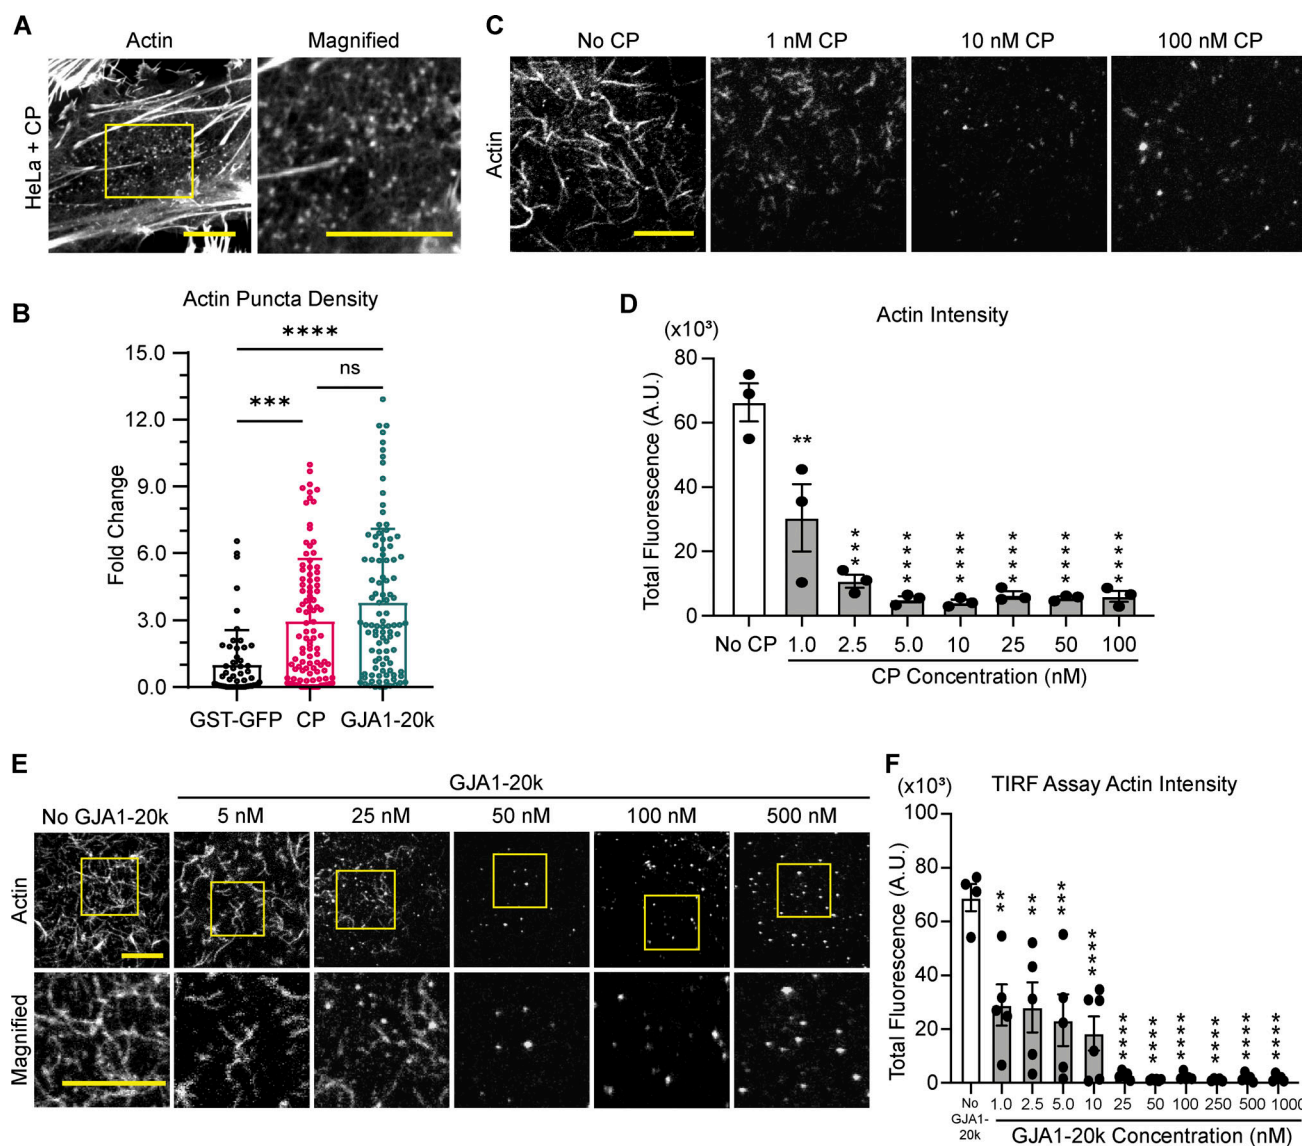 A
Actin
Magnified
HeLa + CP
B
Actin Puncta Density
****
ns
***
15.0
12.0
9.0
6.0
3.0
0.0
Fold Change
GST-GFP
CP
GJA1-20k
C
No CP
1 nM CP
10 nM CP
100 nM CP
Actin
D
(x10³)
Actin Intensity
80
60
40
20
0
Total Fluorescence (A.U.)
**
***
****
****
****
****
****
No CP
1.0
2.5
5.0
10
25
50
100
CP Concentration (nM)
E
GJA1-20k
No GJA1-20k
5 nM
25 nM
50 nM
100 nM
500 nM
Actin
Magnified
F
(x10³)
TIRF Assay Actin Intensity
100
80
60
40
20
0
Total Fluorescence (A.U.)
**
**
***
****
****
****
****
****
****
****
No
GJA1-
20k
1.0
2.5
5.0
10
25
50
100
250
500
1000
GJA1-20k Concentration (nM)